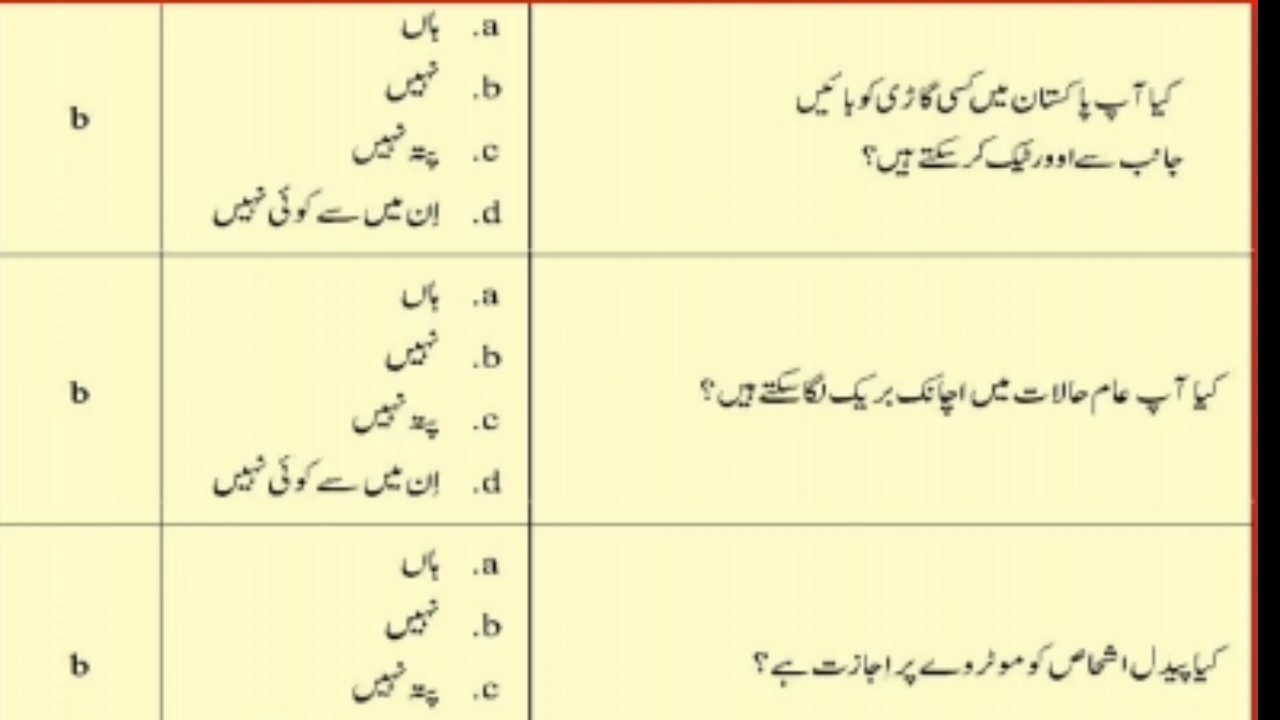 کیا آپ پاکستان میں کسی گاڑی کو بائیں
جانب سے اوورٹیک کر سکتے ہیں؟
a. ہاں
b. نہیں
c. پتہ نہیں
d. اِن میں سے کوئی نہیں
b
کیا آپ عام حالات میں اچانک بریک لگا سکتے ہیں؟
a. ہاں
b. نہیں
c. پتہ نہیں
d. اِن میں سے کوئی نہیں
b
کیا پیدل اشخاص کو موٹروے پر اجازت ہے؟
a. ہاں
b. نہیں
c. پتہ نہیں
b